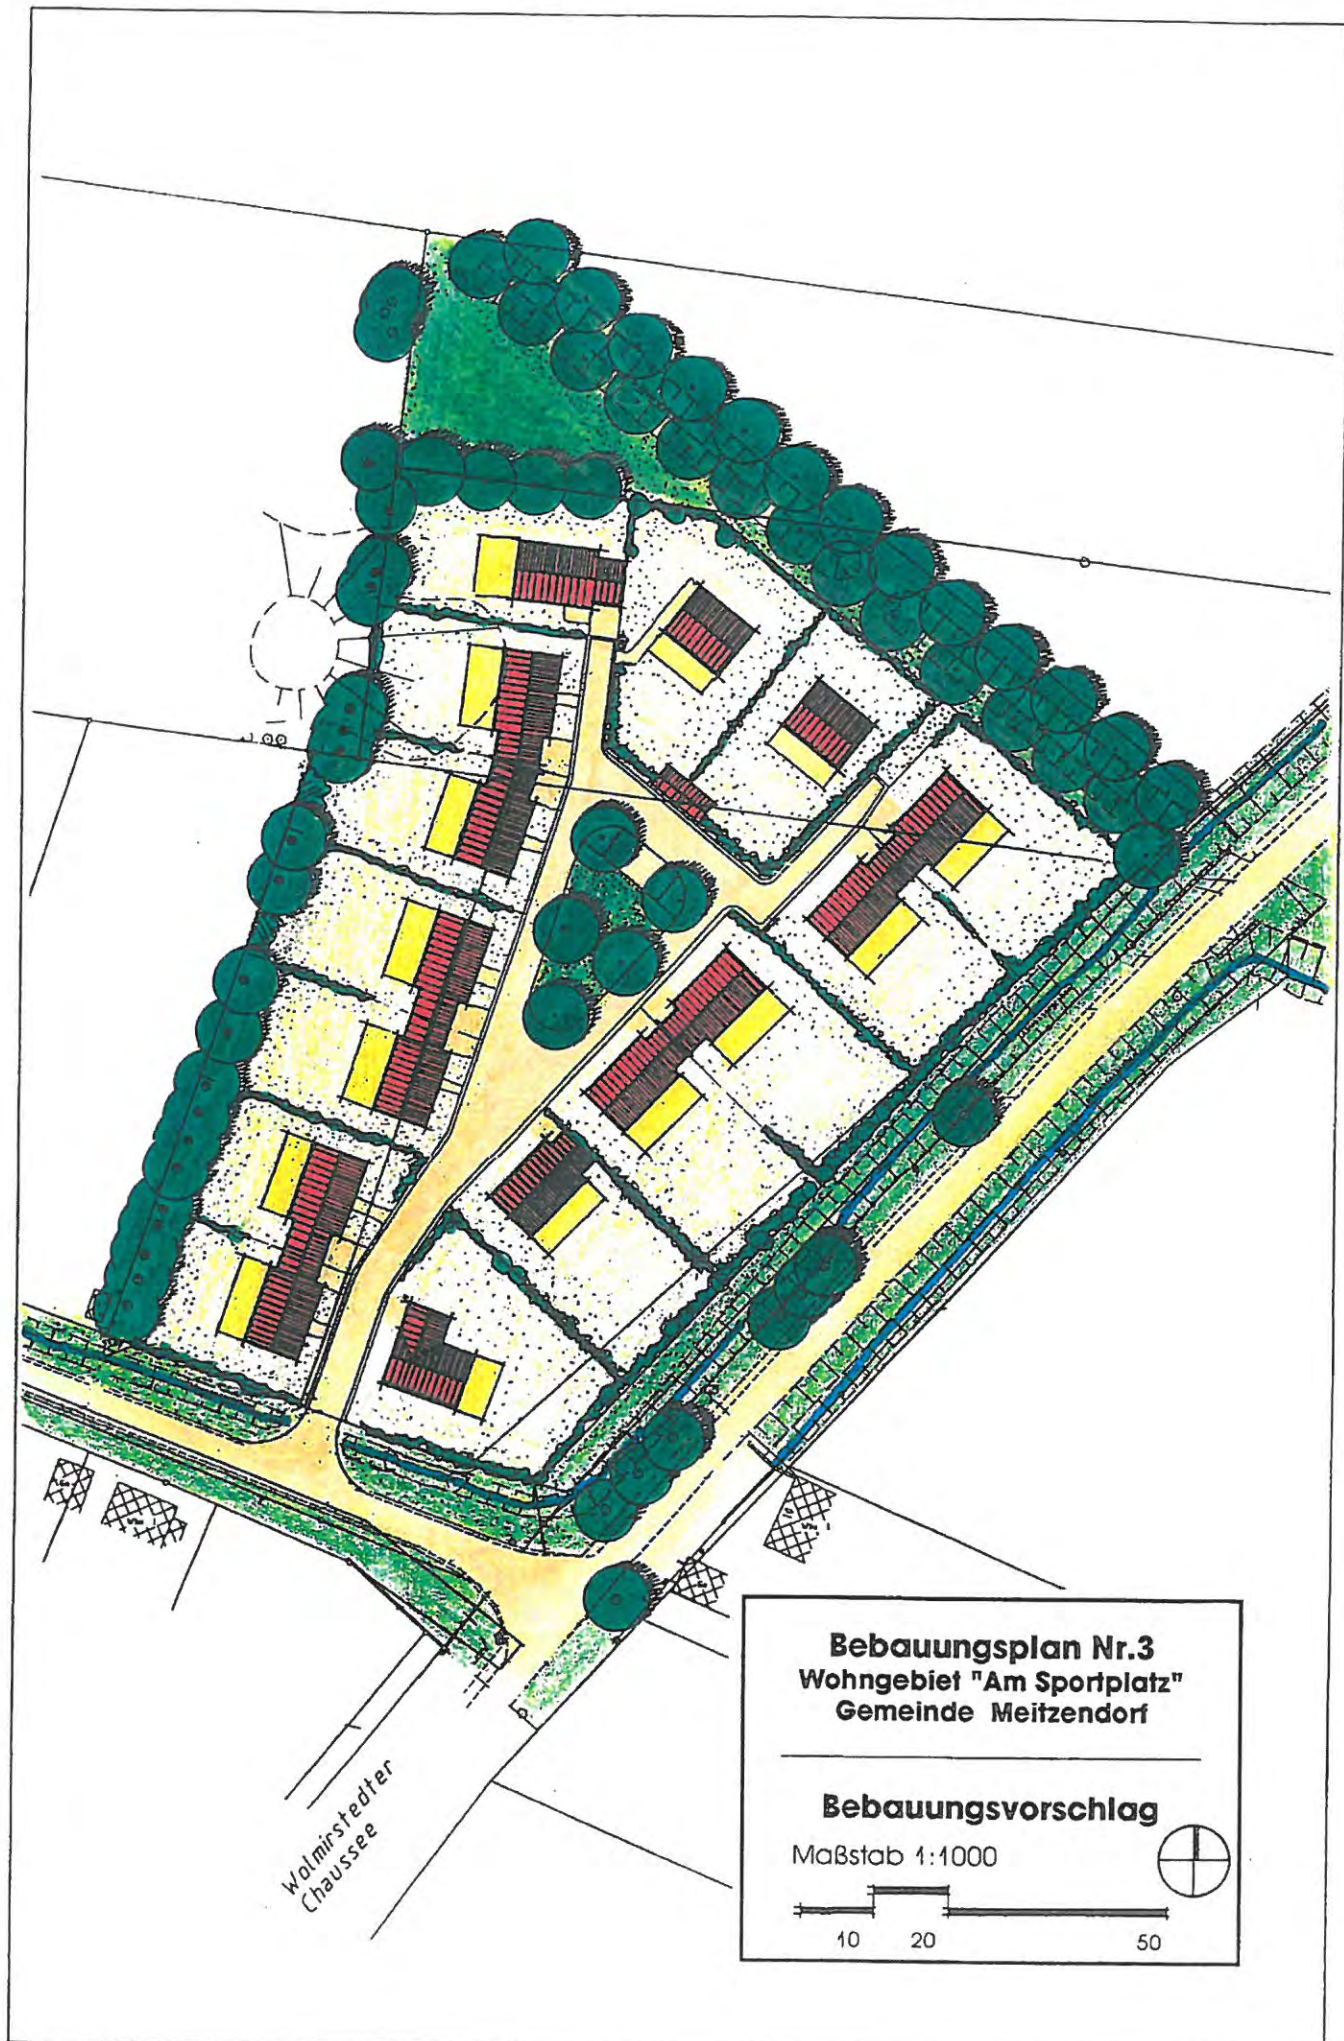 Wolmirstedter
Chaussee
Bebauungsplan Nr.3
Wohngebiet "Am Sportplatz"
Gemeinde Meitzendorf
Bebauungsvorschlag
Maßstab 1:1000
10 20 50